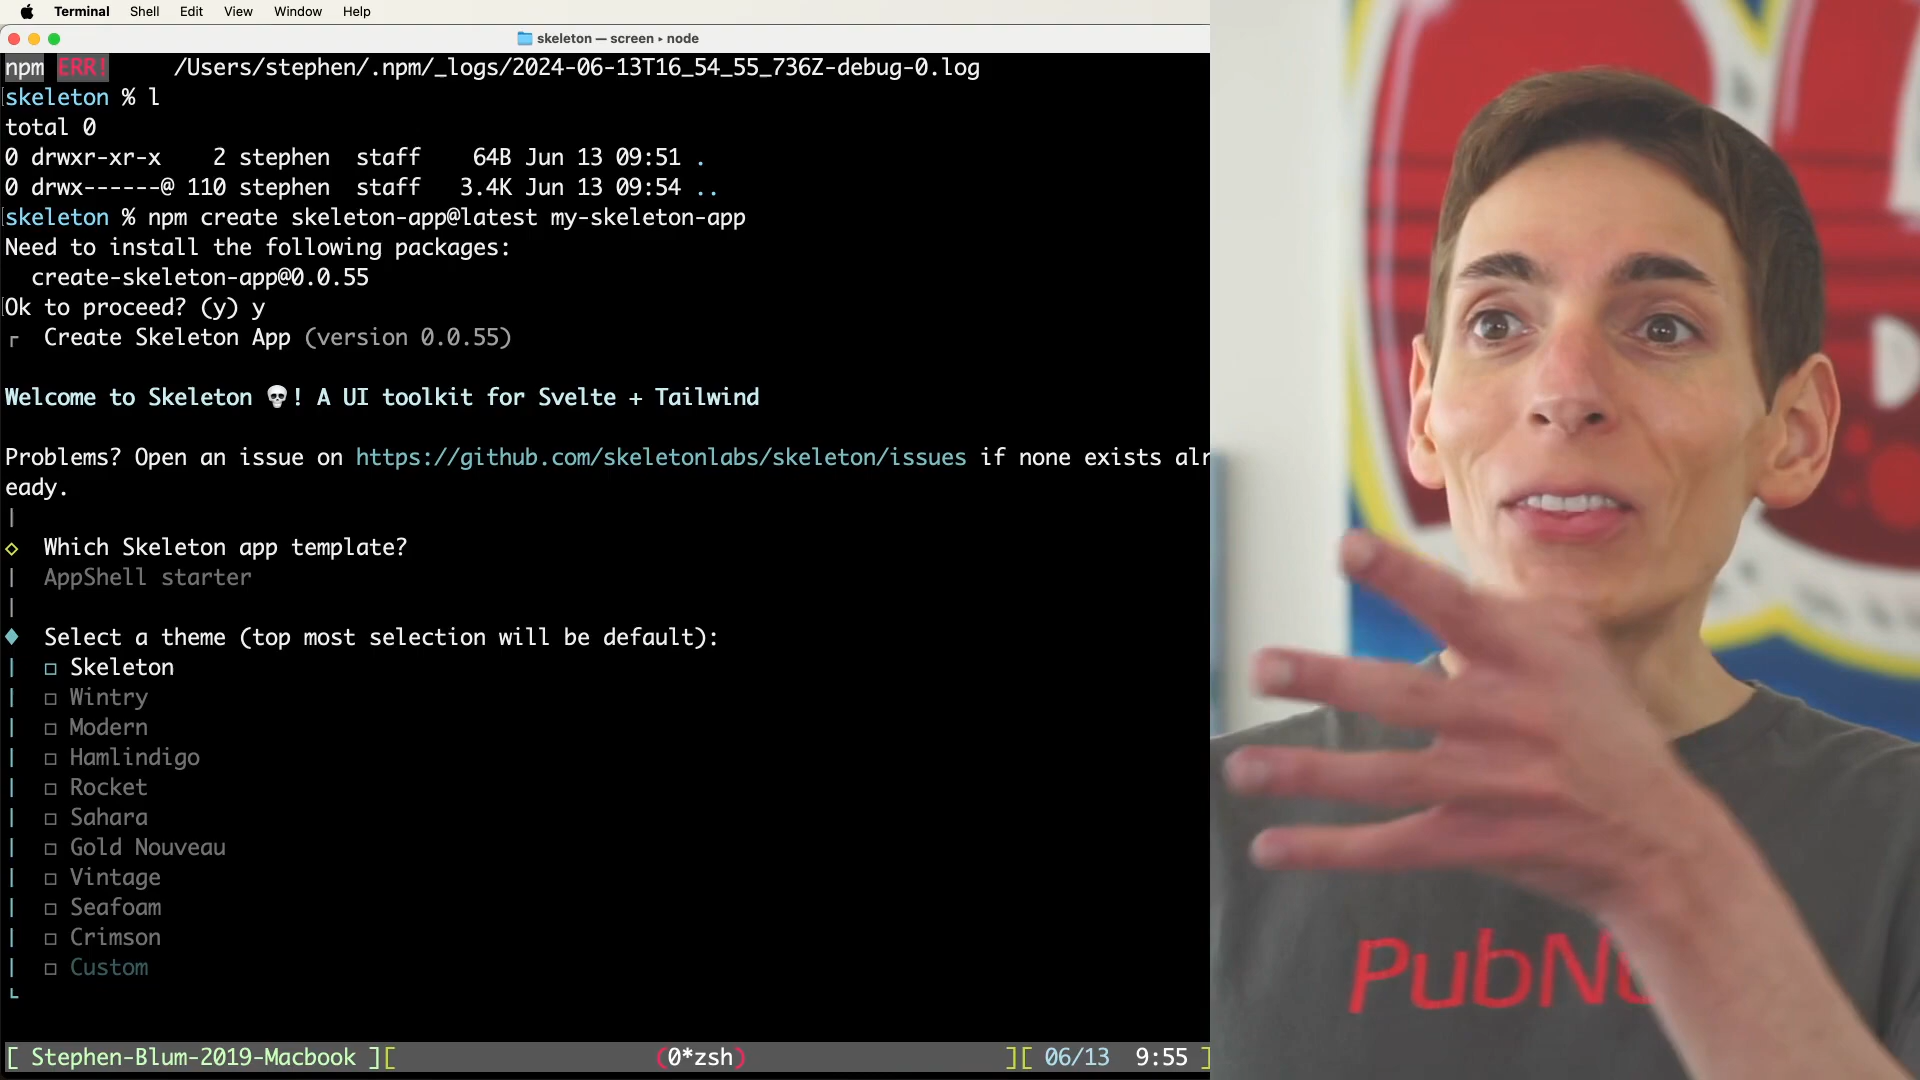 Terminal Shell Edit View Window Help
skeleton — screen ▸ node
npm ERR!     /Users/stephen/.npm/_logs/2024-06-13T16_54_55_736Z-debug-0.log
skeleton % l
total 0
0 drwxr-xr-x    2 stephen  staff    64B Jun 13 09:51 .
0 drwx------@ 110 stephen  staff   3.4K Jun 13 09:54 ..
skeleton % npm create skeleton-app@latest my-skeleton-app
Need to install the following packages:
  create-skeleton-app@0.0.55
Ok to proceed? (y) y
Create Skeleton App (version 0.0.55)
Welcome to Skeleton 💀! A UI toolkit for Svelte + Tailwind
Problems? Open an issue on https://github.com/skeletonlabs/skeleton/issues if none exists alr
eady.
◇  Which Skeleton app template?
|  AppShell starter
◆  Select a theme (top most selection will be default):
|  □ Skeleton
|  □ Wintry
|  □ Modern
|  □ Hamlindigo
|  □ Rocket
|  □ Sahara
|  □ Gold Nouveau
|  □ Vintage
|  □ Seafoam
|  □ Crimson
|  □ Custom
[ Stephen-Blum-2019-Macbook ][ (0*zsh) ][ 06/13  9:55 ]
PubNu